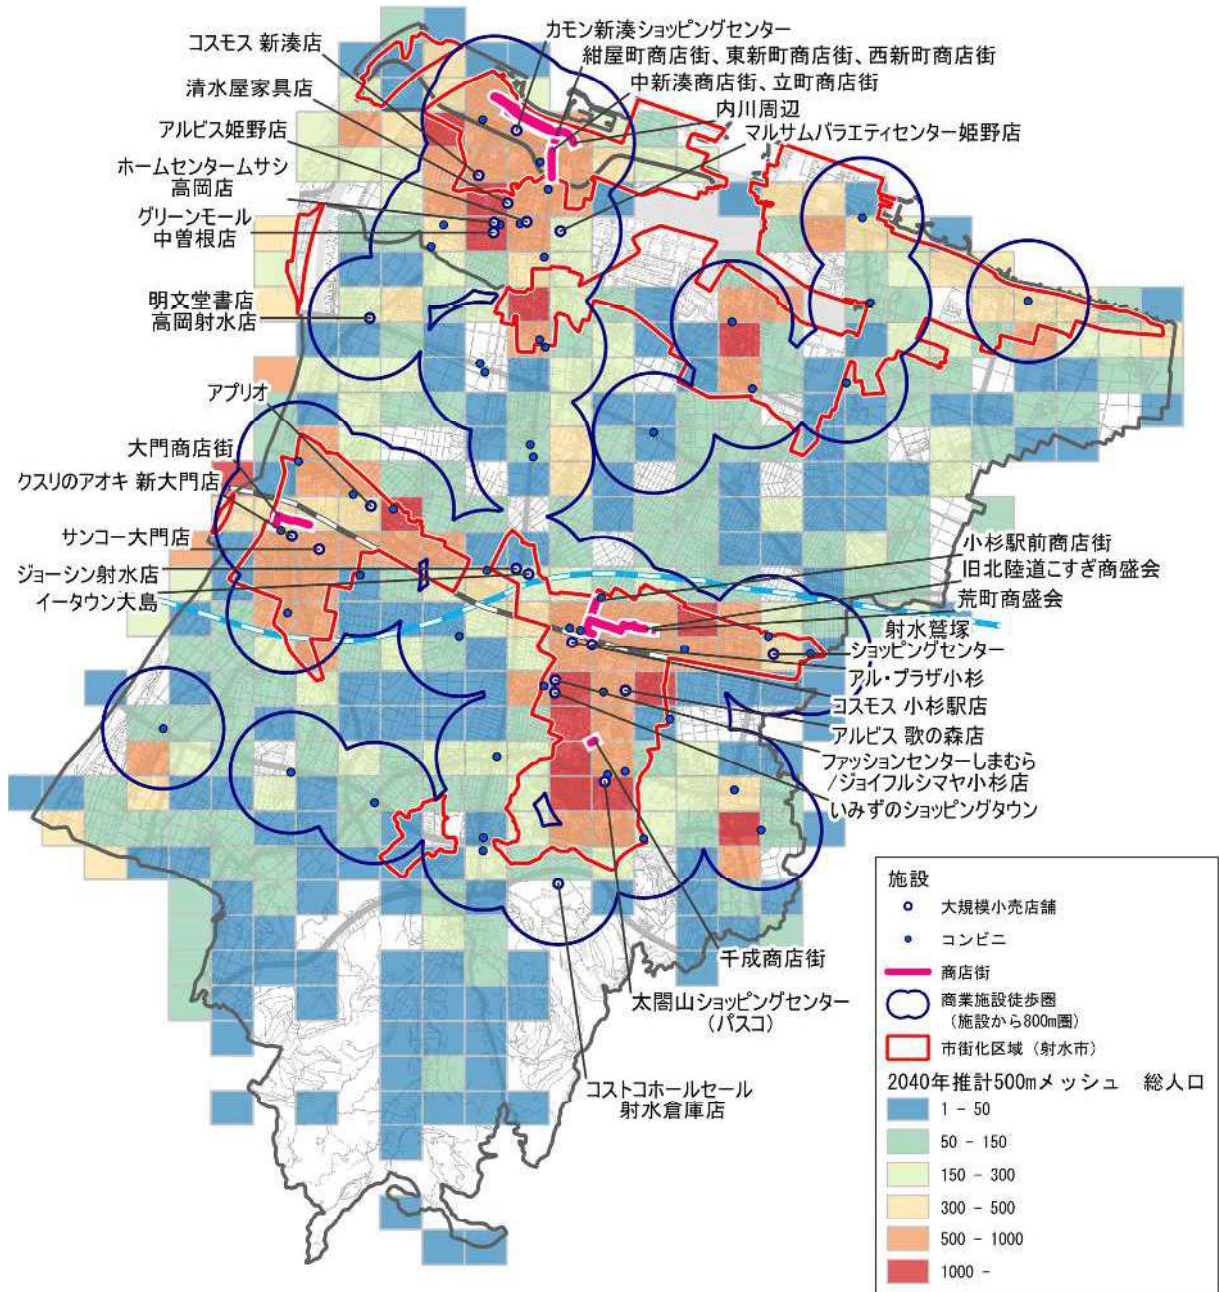 コスモス 新湊店
カモン新湊ショッピングセンター
紺屋町商店街、東新町商店街、西新町商店街
清水屋家具店
中新湊商店街、立町商店街
内川周辺
アルビス姫野店
マルサムバラエティセンター姫野店
ホームセンタームサシ
高岡店
グリーンモール
中曽根店
明文堂書店
高岡射水店
アプリオ
大門商店街
クスリのアオキ 新大門店
サンコー大門店
ジョーシン射水店
イータウン大島
小杉駅前商店街
旧北陸道こすぎ商盛会
荒町商盛会
射水鷲塚
ショッピングセンター
アル・プラザ小杉
コスモス 小杉駅店
アルビス 歌の森店
ファッションセンターしまむら
/ジョイフルシマヤ小杉店
いみずのショッピングタウン
千成商店街
太閤山ショッピングセンター
(パスコ)
コストコホールセール
射水倉庫店
施設
大規模小売店舗
コンビニ
商店街
商業施設徒歩圏
(施設から800m圏)
市街化区域 (射水市)
2040年推計500mメッシュ 総人口
1 - 50
50 - 150
150 - 300
300 - 500
500 - 1000
1000 -